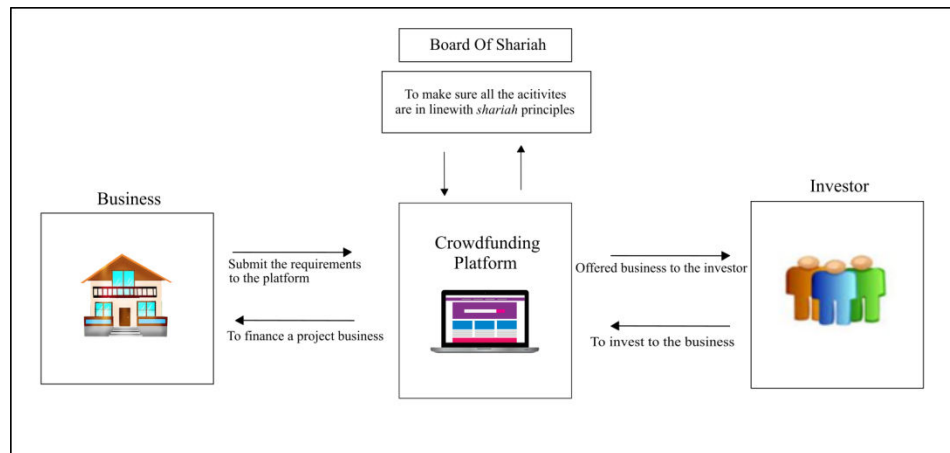 Board Of Shariah
To make sure all the acitivites
are in linewith shariah principles
Business
Investor
Crowdfunding
Platform
Submit the requirements
to the platform
Offered business to the investor
To finance a project business
To invest to the business